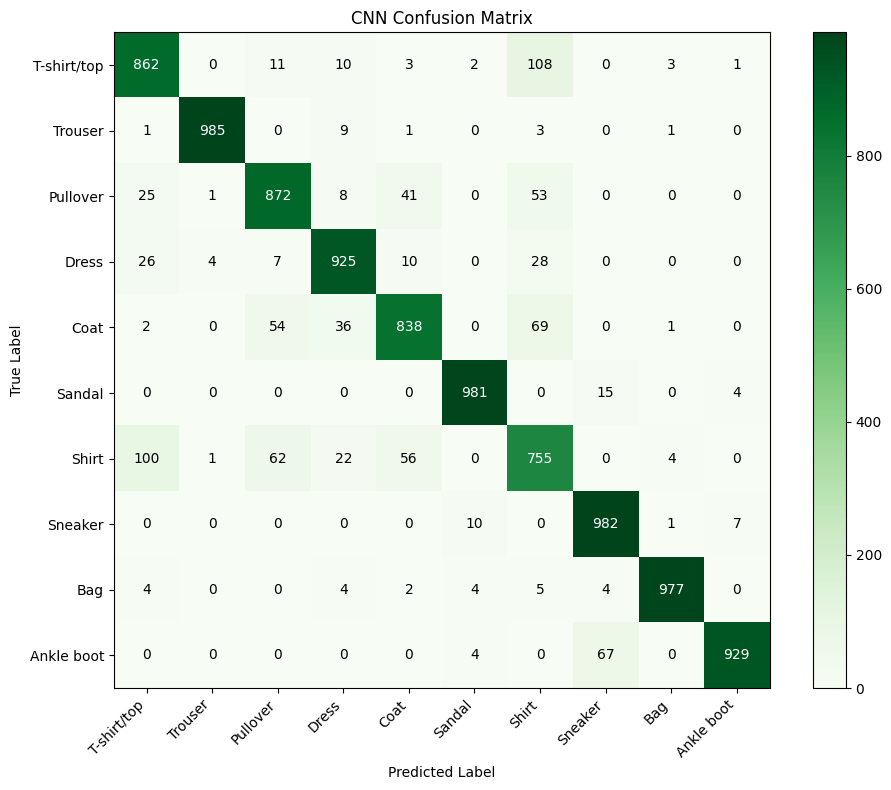 CNN Confusion Matrix
T-shirt/top 862 0 11 10 3 2 108 0 3 1
Trouser 1 985 0 9 1 0 3 0 1 0
Pullover 25 1 872 8 41 0 53 0 0 0
Dress 26 4 7 925 10 0 28 0 0 0
Coat 2 0 54 36 838 0 69 0 1 0
Sandal 0 0 0 0 0 981 0 15 0 4
Shirt 100 1 62 22 56 0 755 0 4 0
Sneaker 0 0 0 0 0 10 0 982 1 7
Bag 4 0 0 4 2 4 5 4 977 0
Ankle boot 0 0 0 0 0 4 0 67 0 929
True Label
T-shirt/top Trouser Pullover Dress Coat Sandal Shirt Sneaker Bag Ankle boot
Predicted Label
800
600
400
200
0